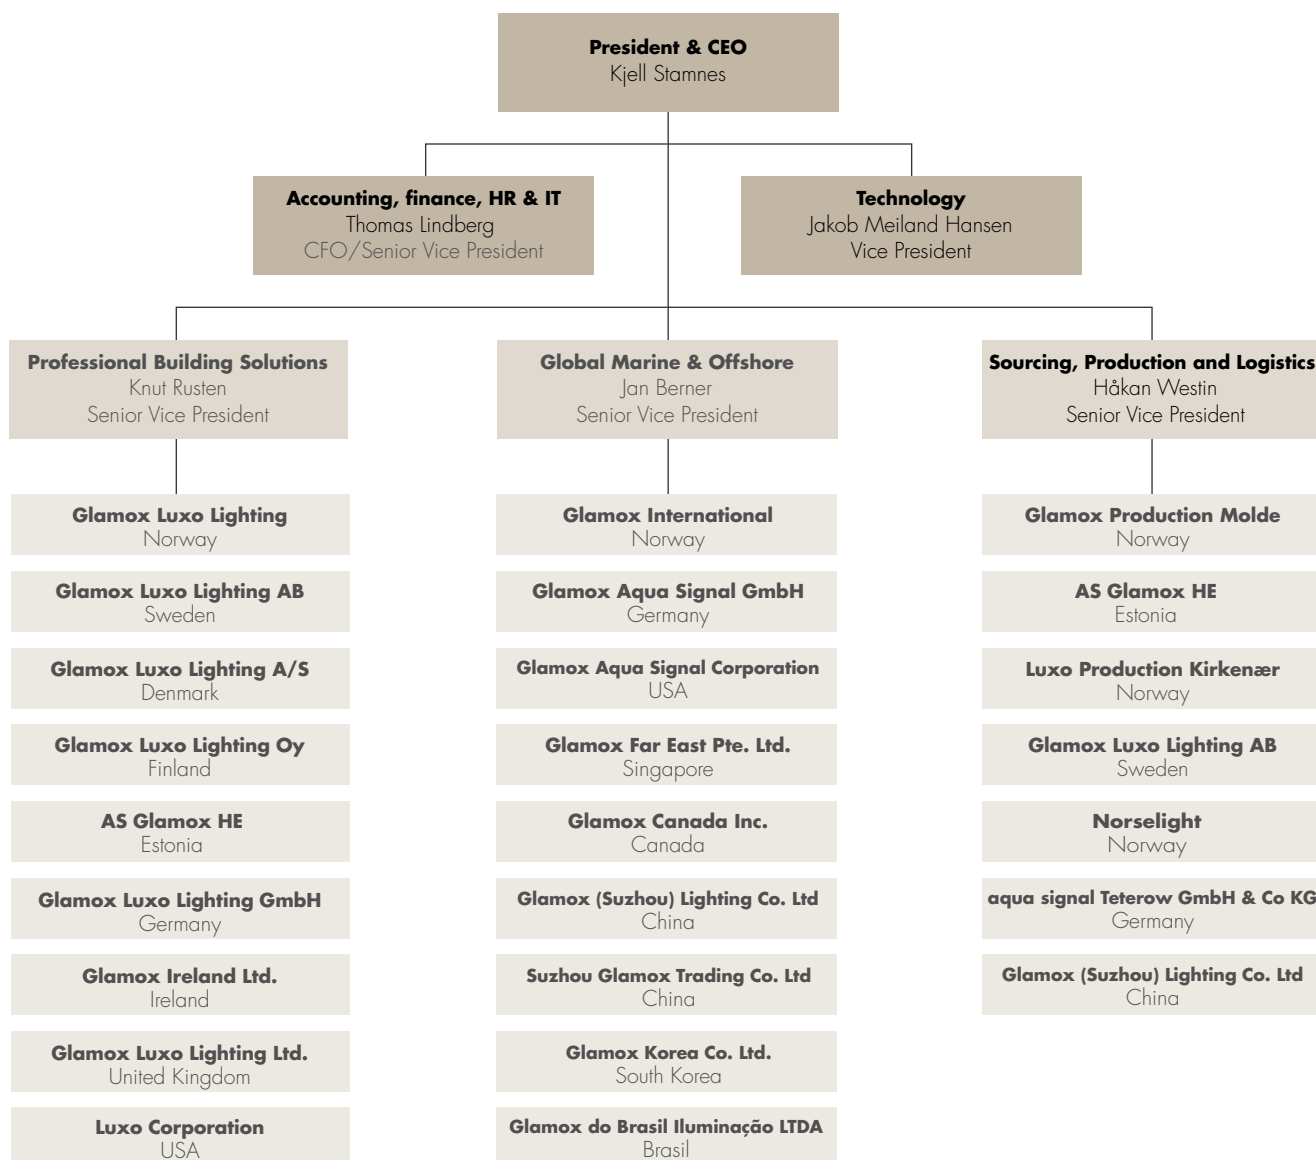 President & CEO
Kjell Stamnes
Accounting, finance, HR & IT
Thomas Lindberg
CFO/Senior Vice President
Technology
Jakob Meiland Hansen
Vice President
Professional Building Solutions
Knut Rusten
Senior Vice President
Global Marine & Offshore
Jan Berner
Senior Vice President
Sourcing, Production and Logistics
Håkan Westin
Senior Vice President
Glamox Luxo Lighting
Norway
Glamox Luxo Lighting AB
Sweden
Glamox Luxo Lighting A/S
Denmark
Glamox Luxo Lighting Oy
Finland
AS Glamox HE
Estonia
Glamox Luxo Lighting GmbH
Germany
Glamox Ireland Ltd.
Ireland
Glamox Luxo Lighting Ltd.
United Kingdom
Luxo Corporation
USA
Glamox International
Norway
Glamox Aqua Signal GmbH
Germany
Glamox Aqua Signal Corporation
USA
Glamox Far East Pte. Ltd.
Singapore
Glamox Canada Inc.
Canada
Glamox (Suzhou) Lighting Co. Ltd
China
Suzhou Glamox Trading Co. Ltd
China
Glamox Korea Co. Ltd.
South Korea
Glamox do Brasil Iluminação LTDA
Brasil
Glamox Production Molde
Norway
AS Glamox HE
Estonia
Luxo Production Kirkenær
Norway
Glamox Luxo Lighting AB
Sweden
Norselight
Norway
aqua signal Teterow GmbH & Co KG
Germany
Glamox (Suzhou) Lighting Co. Ltd
China